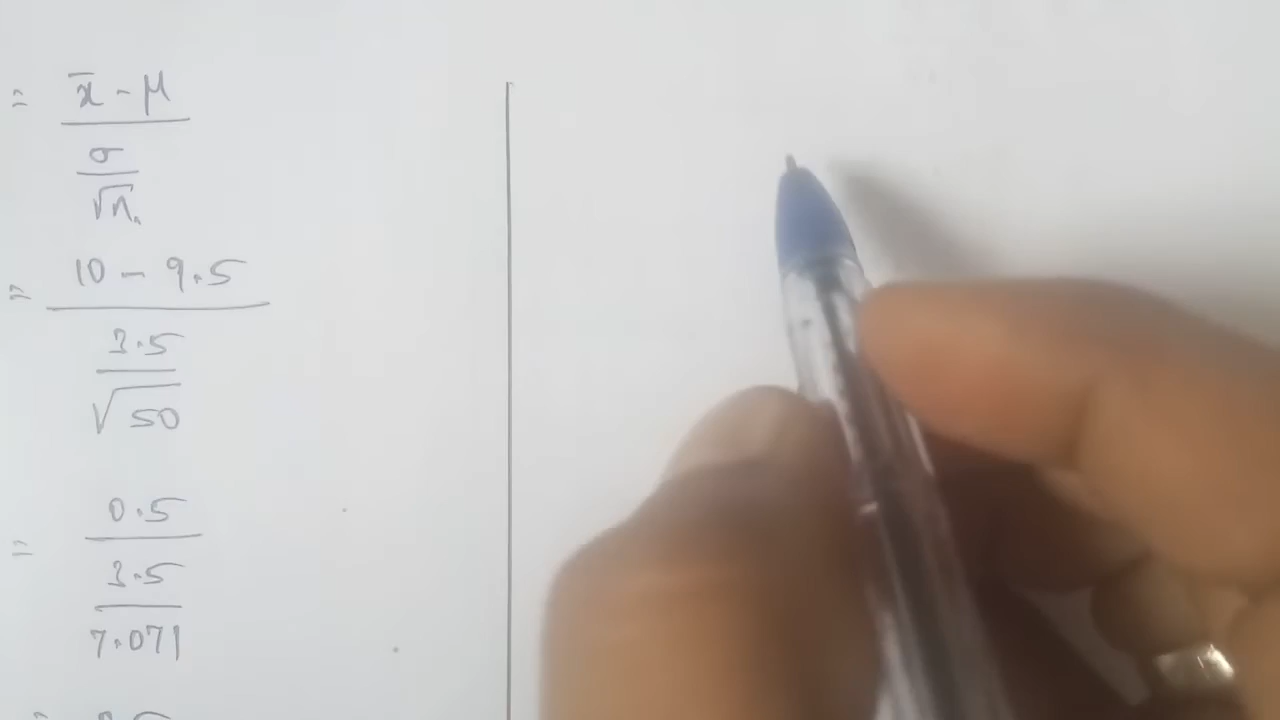 = x̄ - μ
σ
√n
= 10 - 9.5
3.5
√50
= 0.5
3.5
7.071